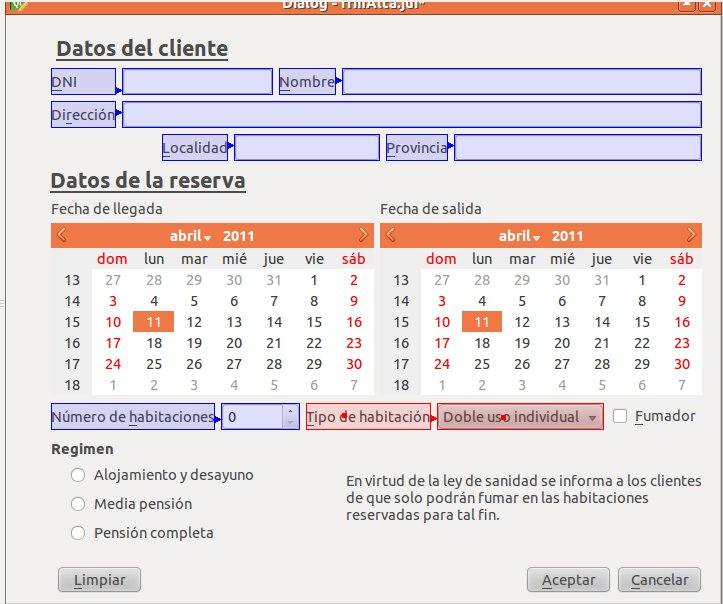 Dialog - frmAlta.jui*
Datos del cliente
DNI Nombre
Dirección
Localidad Provincia
Datos de la reserva
Fecha de llegada Fecha de salida
abril 2011 abril 2011
dom lun mar mié jue vie sáb dom lun mar mié jue vie sáb
13 27 28 29 30 31 1 2 13 27 28 29 30 31 1 2
14 3 4 5 6 7 8 9 14 3 4 5 6 7 8 9
15 10 11 12 13 14 15 16 15 10 11 12 13 14 15 16
16 17 18 19 20 21 22 23 16 17 18 19 20 21 22 23
17 24 25 26 27 28 29 30 17 24 25 26 27 28 29 30
18 1 2 3 4 5 6 7 18 1 2 3 4 5 6 7
Número de habitaciones 0 Tipo de habitación Doble uso individual Fumador
Regimen
Alojamiento y desayuno
Media pensión
Pensión completa
En virtud de la ley de sanidad se informa a los clientes
de que solo podrán fumar en las habitaciones
reservadas para tal fin.
Limpiar Aceptar Cancelar